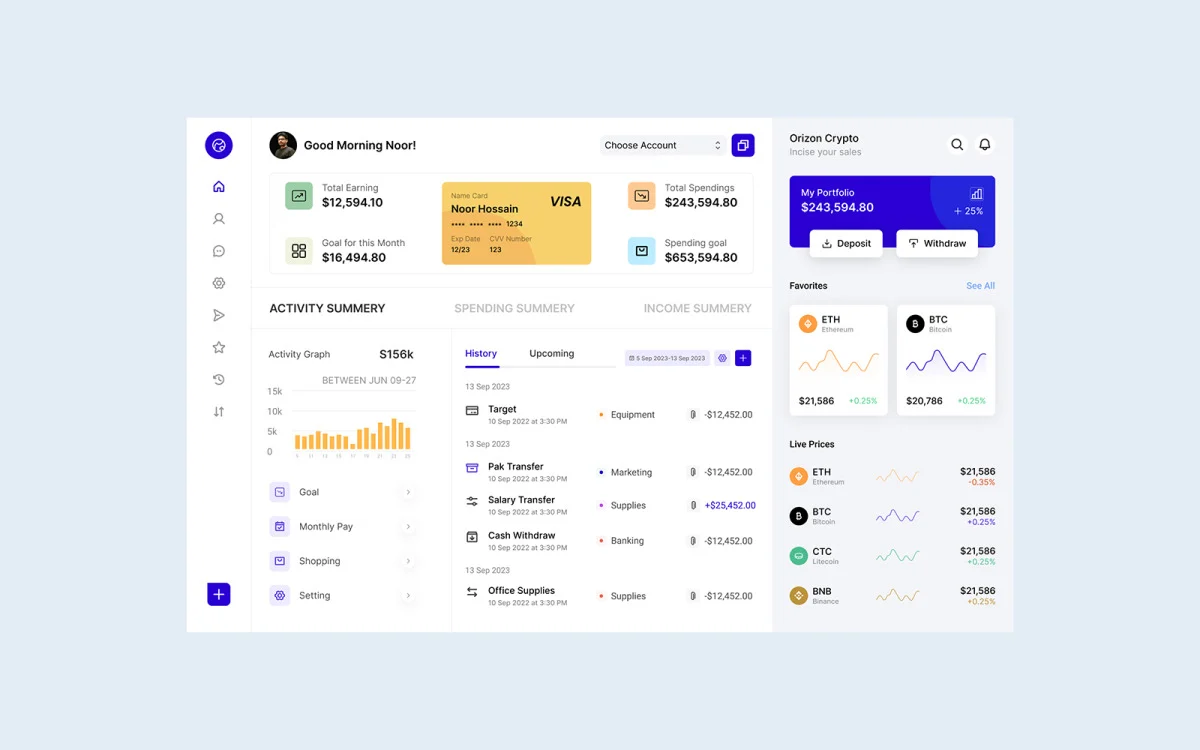 Good Morning Noor!
Choose Account
Total Earning
$12,594.10
Goal for this Month
$16,494.80
Name Card
Noor Hossain
VISA
•••• •••• •••• 1234
Exp Date CVV Number
12/23 123
Total Spendings
$243,594.80
Spending goal
$653,594.80
ACTIVITY SUMMERY
SPENDING SUMMERY
INCOME SUMMERY
Activity Graph
S156k
BETWEEN JUN 09-27
15k
10k
5k
0
Goal
Monthly Pay
Shopping
Setting
History
Upcoming
5 Sep 2023-13 Sep 2023
13 Sep 2023
Target
10 Sep 2022 at 3:30 PM
Equipment
-$12,452.00
13 Sep 2023
Pak Transfer
10 Sep 2022 at 3:30 PM
Marketing
-$12,452.00
Salary Transfer
10 Sep 2022 at 3:30 PM
Supplies
+$25,452.00
Cash Withdraw
10 Sep 2022 at 3:30 PM
Banking
-$12,452.00
13 Sep 2023
Office Supplies
10 Sep 2022 at 3:30 PM
Supplies
-$12,452.00
Orizon Crypto
Incise your sales
My Portfolio
$243,594.80
+ 25%
Deposit
Withdraw
Favorites
See All
ETH
Ethereum
$21,586
+0.25%
BTC
Bitcoin
$20,786
+0.25%
Live Prices
ETH
Ethereum
$21,586
-0.35%
BTC
Bitcoin
$21,586
+0.25%
CTC
Litecoin
$21,586
+0.25%
BNB
Binance
$21,586
+0.25%